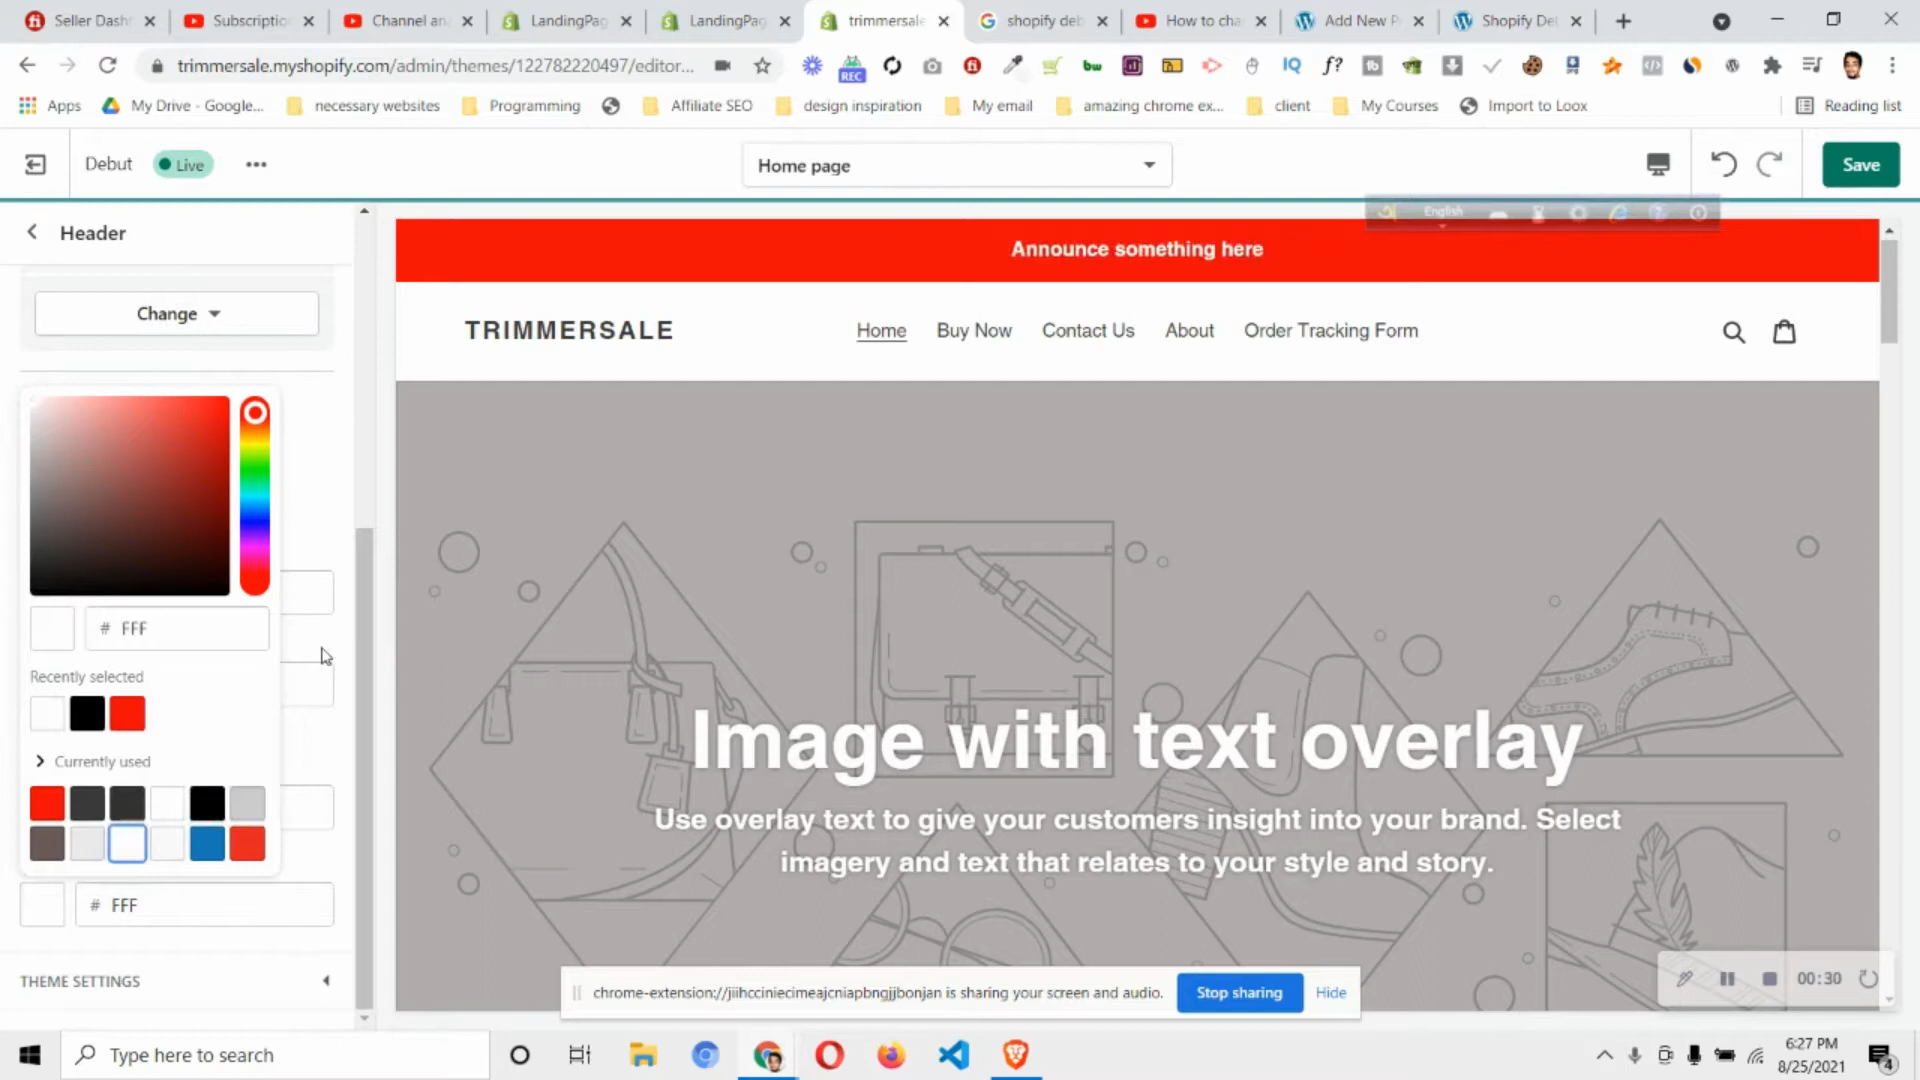 Seller Dash
Subscriptio
Channel an
LandingPag
LandingPag
trimmersale
shopify deb
How to cha
Add New P
Shopify De
trimmersale.myshopify.com/admin/themes/122782220497/editor...
REC
bw
IQ
f?
Apps
My Drive - Google...
necessary websites
Programming
Affiliate SEO
design inspiration
My email
amazing chrome ex...
client
My Courses
Import to Loox
Reading list
Debut
Live
Home page
Save
English
Header
Change
# FFF
Recently selected
Currently used
# FFF
THEME SETTINGS
Announce something here
TRIMMERSALE
Home
Buy Now
Contact Us
About
Order Tracking Form
Image with text overlay
Use overlay text to give your customers insight into your brand. Select
imagery and text that relates to your style and story.
chrome-extension://jiihcciniecimeajcniapbngjjbonjan is sharing your screen and audio.
Stop sharing
Hide
00:30
Type here to search
6:27 PM
8/25/2021
4